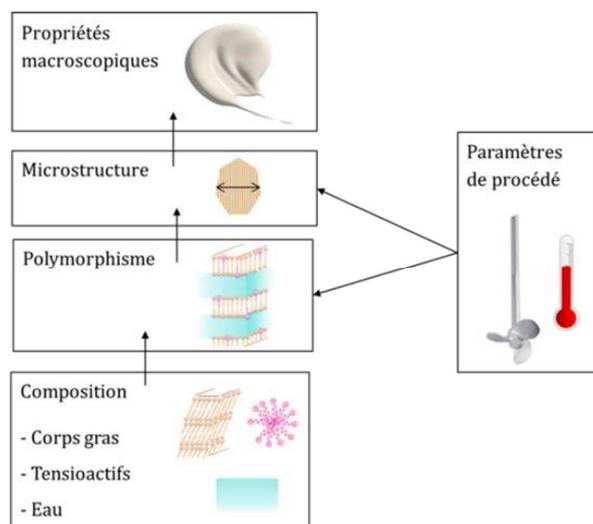 Propriétés
macroscopiques
Microstructure
Polymorphisme
Composition
- Corps gras
- Tensioactifs
- Eau
Paramètres
de procédé